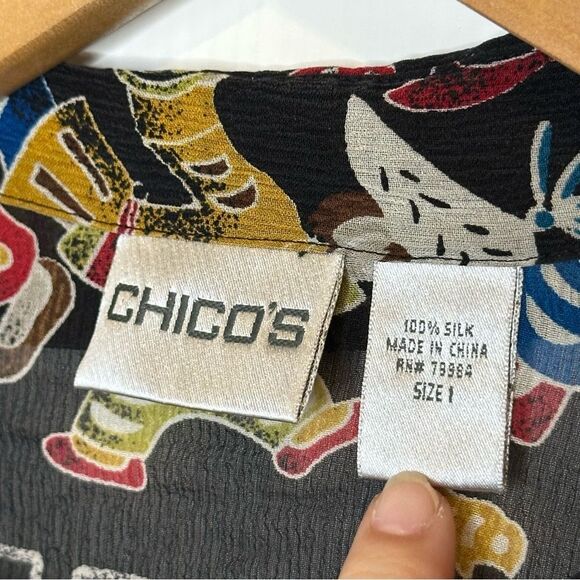 CHICO'S
100% SILK
MADE IN CHINA
RN# 79984
SIZE 1